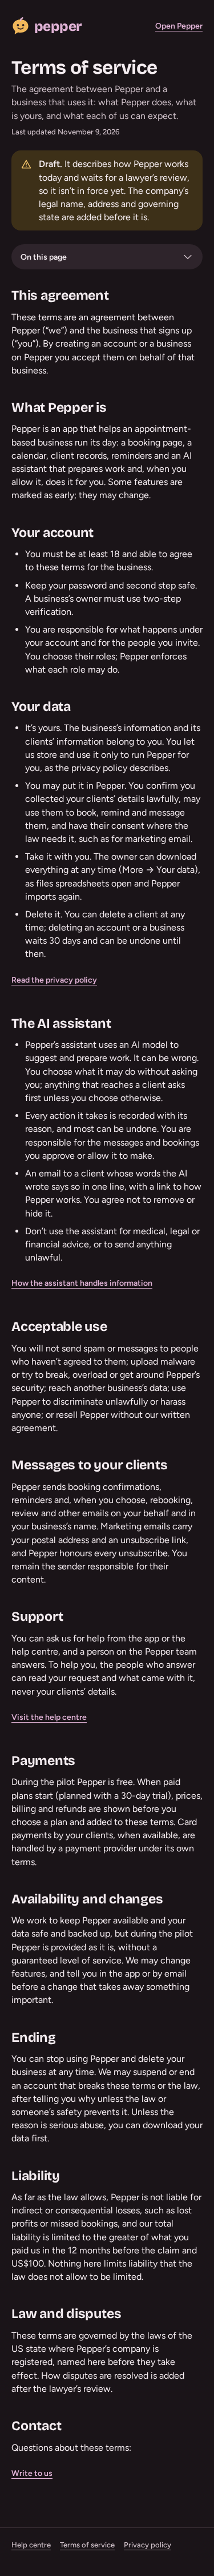 pepper
Open Pepper
Terms of service
The agreement between Pepper and a
business that uses it: what Pepper does, what
is yours, and what each of us can expect.
Last updated November 9, 2026
Draft. It describes how Pepper works
today and waits for a lawyer's review,
so it isn't in force yet. The company's
legal name, address and governing
state are added before it is.
On this page
This agreement
These terms are an agreement between
Pepper (“we”) and the business that signs up
(“you”). By creating an account or a business
on Pepper you accept them on behalf of that
business.
What Pepper is
Pepper is an app that helps an appointment-
based business run its day: a booking page, a
calendar, client records, reminders and an AI
assistant that prepares work and, when you
allow it, does it for you. Some features are
marked as early; they may change.
Your account
• You must be at least 18 and able to agree
to these terms for the business.
• Keep your password and second step safe.
A business's owner must use two-step
verification.
• You are responsible for what happens under
your account and for the people you invite.
You choose their roles; Pepper enforces
what each role may do.
Your data
• It's yours. The business's information and its
clients' information belong to you. You let
us store and use it only to run Pepper for
you, as the privacy policy describes.
• You may put it in Pepper. You confirm you
collected your clients' details lawfully, may
use them to book, remind and message
them, and have their consent where the
law needs it, such as for marketing email.
• Take it with you. The owner can download
everything at any time (More → Your data),
as files spreadsheets open and Pepper
imports again.
• Delete it. You can delete a client at any
time; deleting an account or a business
waits 30 days and can be undone until
then.
Read the privacy policy
The AI assistant
• Pepper's assistant uses an AI model to
suggest and prepare work. It can be wrong.
You choose what it may do without asking
you; anything that reaches a client asks
first unless you choose otherwise.
• Every action it takes is recorded with its
reason, and most can be undone. You are
responsible for the messages and bookings
you approve or allow it to make.
• An email to a client whose words the AI
wrote says so in one line, with a link to how
Pepper works. You agree not to remove or
hide it.
• Don't use the assistant for medical, legal or
financial advice, or to send anything
unlawful.
How the assistant handles information
Acceptable use
You will not send spam or messages to people
who haven't agreed to them; upload malware
or try to break, overload or get around Pepper's
security; reach another business's data; use
Pepper to discriminate unlawfully or harass
anyone; or resell Pepper without our written
agreement.
Messages to your clients
Pepper sends booking confirmations,
reminders and, when you choose, rebooking,
review and other emails on your behalf and in
your business's name. Marketing emails carry
your postal address and an unsubscribe link,
and Pepper honours every unsubscribe. You
remain the sender responsible for their
content.
Support
You can ask us for help from the app or the
help centre, and a person on the Pepper team
answers. To help you, the people who answer
can read your request and what came with it,
never your clients' details.
Visit the help centre
Payments
During the pilot Pepper is free. When paid
plans start (planned with a 30-day trial), prices,
billing and refunds are shown before you
choose a plan and added to these terms. Card
payments by your clients, when available, are
handled by a payment provider under its own
terms.
Availability and changes
We work to keep Pepper available and your
data safe and backed up, but during the pilot
Pepper is provided as it is, without a
guaranteed level of service. We may change
features, and tell you in the app or by email
before a change that takes away something
important.
Ending
You can stop using Pepper and delete your
business at any time. We may suspend or end
an account that breaks these terms or the law,
after telling you why unless the law or
someone's safety prevents it. Unless the
reason is serious abuse, you can download your
data first.
Liability
As far as the law allows, Pepper is not liable for
indirect or consequential losses, such as lost
profits or missed bookings, and our total
liability is limited to the greater of what you
paid us in the 12 months before the claim and
US$100. Nothing here limits liability that the
law does not allow to be limited.
Law and disputes
These terms are governed by the laws of the
US state where Pepper's company is
registered, named here before they take
effect. How disputes are resolved is added
after the lawyer's review.
Contact
Questions about these terms:
Write to us
Help centre
Terms of service
Privacy policy